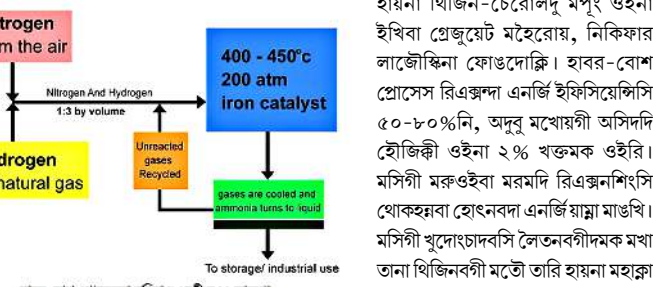 trogen
m the air
Nitrogen And Hydrogen
1:3 by volume
drogen
natural gas
400 - 450°c
200 atm
iron catalyst
Unreacted
gases
Recycled
gases are cooled and
ammonia turns to liquid
To storage/ industrial use
হায়না থিজিন-চেরোলদু মপুং ওইনা
ইখিবা গ্রেজুয়েট মহৈরোয়, নিকিফার
লাজৌস্কিনা ফোঙদোক্লি। হাবর-বোশ
প্রোসেস রিএক্সন্দা এনর্জি ইফিসিয়েন্সিসি
৫০-৮০%নি, অদুবু মখোয়গী অসিদদি
হৌজিক্কী ওইনা ২% খক্তমক ওইরি।
মসিগী মরুওইবা মরমদি রিএক্সনশিংসি
থোকহন্নবা হোৎনবদা এনর্জি য়াম্না মাঙখি।
মসিগী খুদোংচাদবসি লৈতনবগীদমক মখা
তানা থিজিনবগী মতৌ তারি হায়না মহাক্না